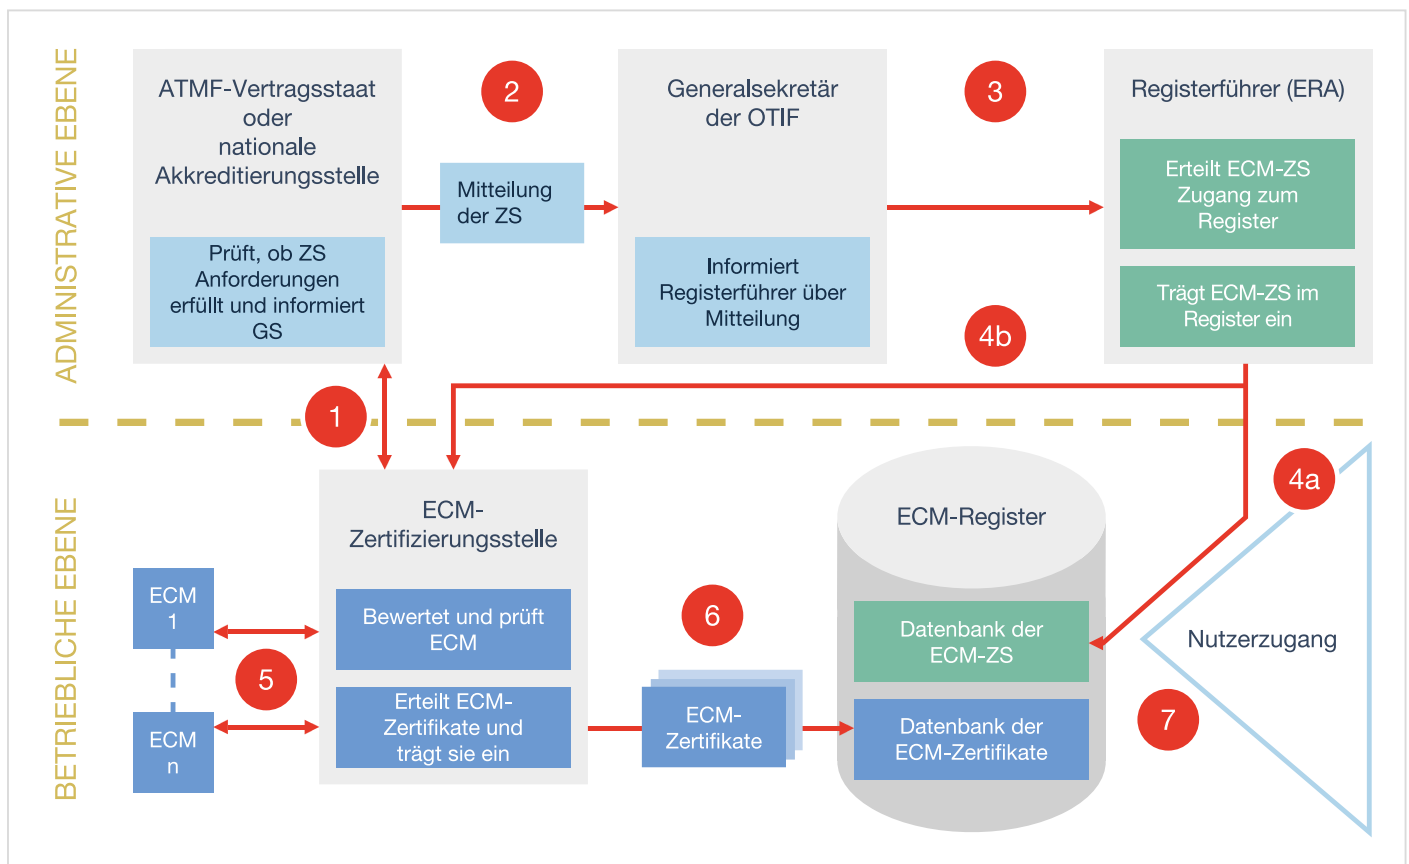 ADMINISTRATIVE EBENE
ATMF-Vertragsstaat
oder
nationale
Akkreditierungsstelle
Prüft, ob ZS
Anforderungen
erfüllt und informiert
GS
2
Mitteilung
der ZS
Generalsekretär
der OTIF
Informiert
Registerführer über
Mitteilung
3
Registerführer (ERA)
Erteilt ECM-ZS
Zugang zum
Register
Trägt ECM-ZS im
Register ein
4b
1
BETRIEBLICHE EBENE
ECM
1
ECM
n
5
ECM-
Zertifizierungsstelle
Bewertet und prüft
ECM
Erteilt ECM-
Zertifikate und
trägt sie ein
6
ECM-
Zertifikate
ECM-Register
Datenbank der
ECM-ZS
Datenbank der
ECM-Zertifikate
4a
Nutzerzugang
7